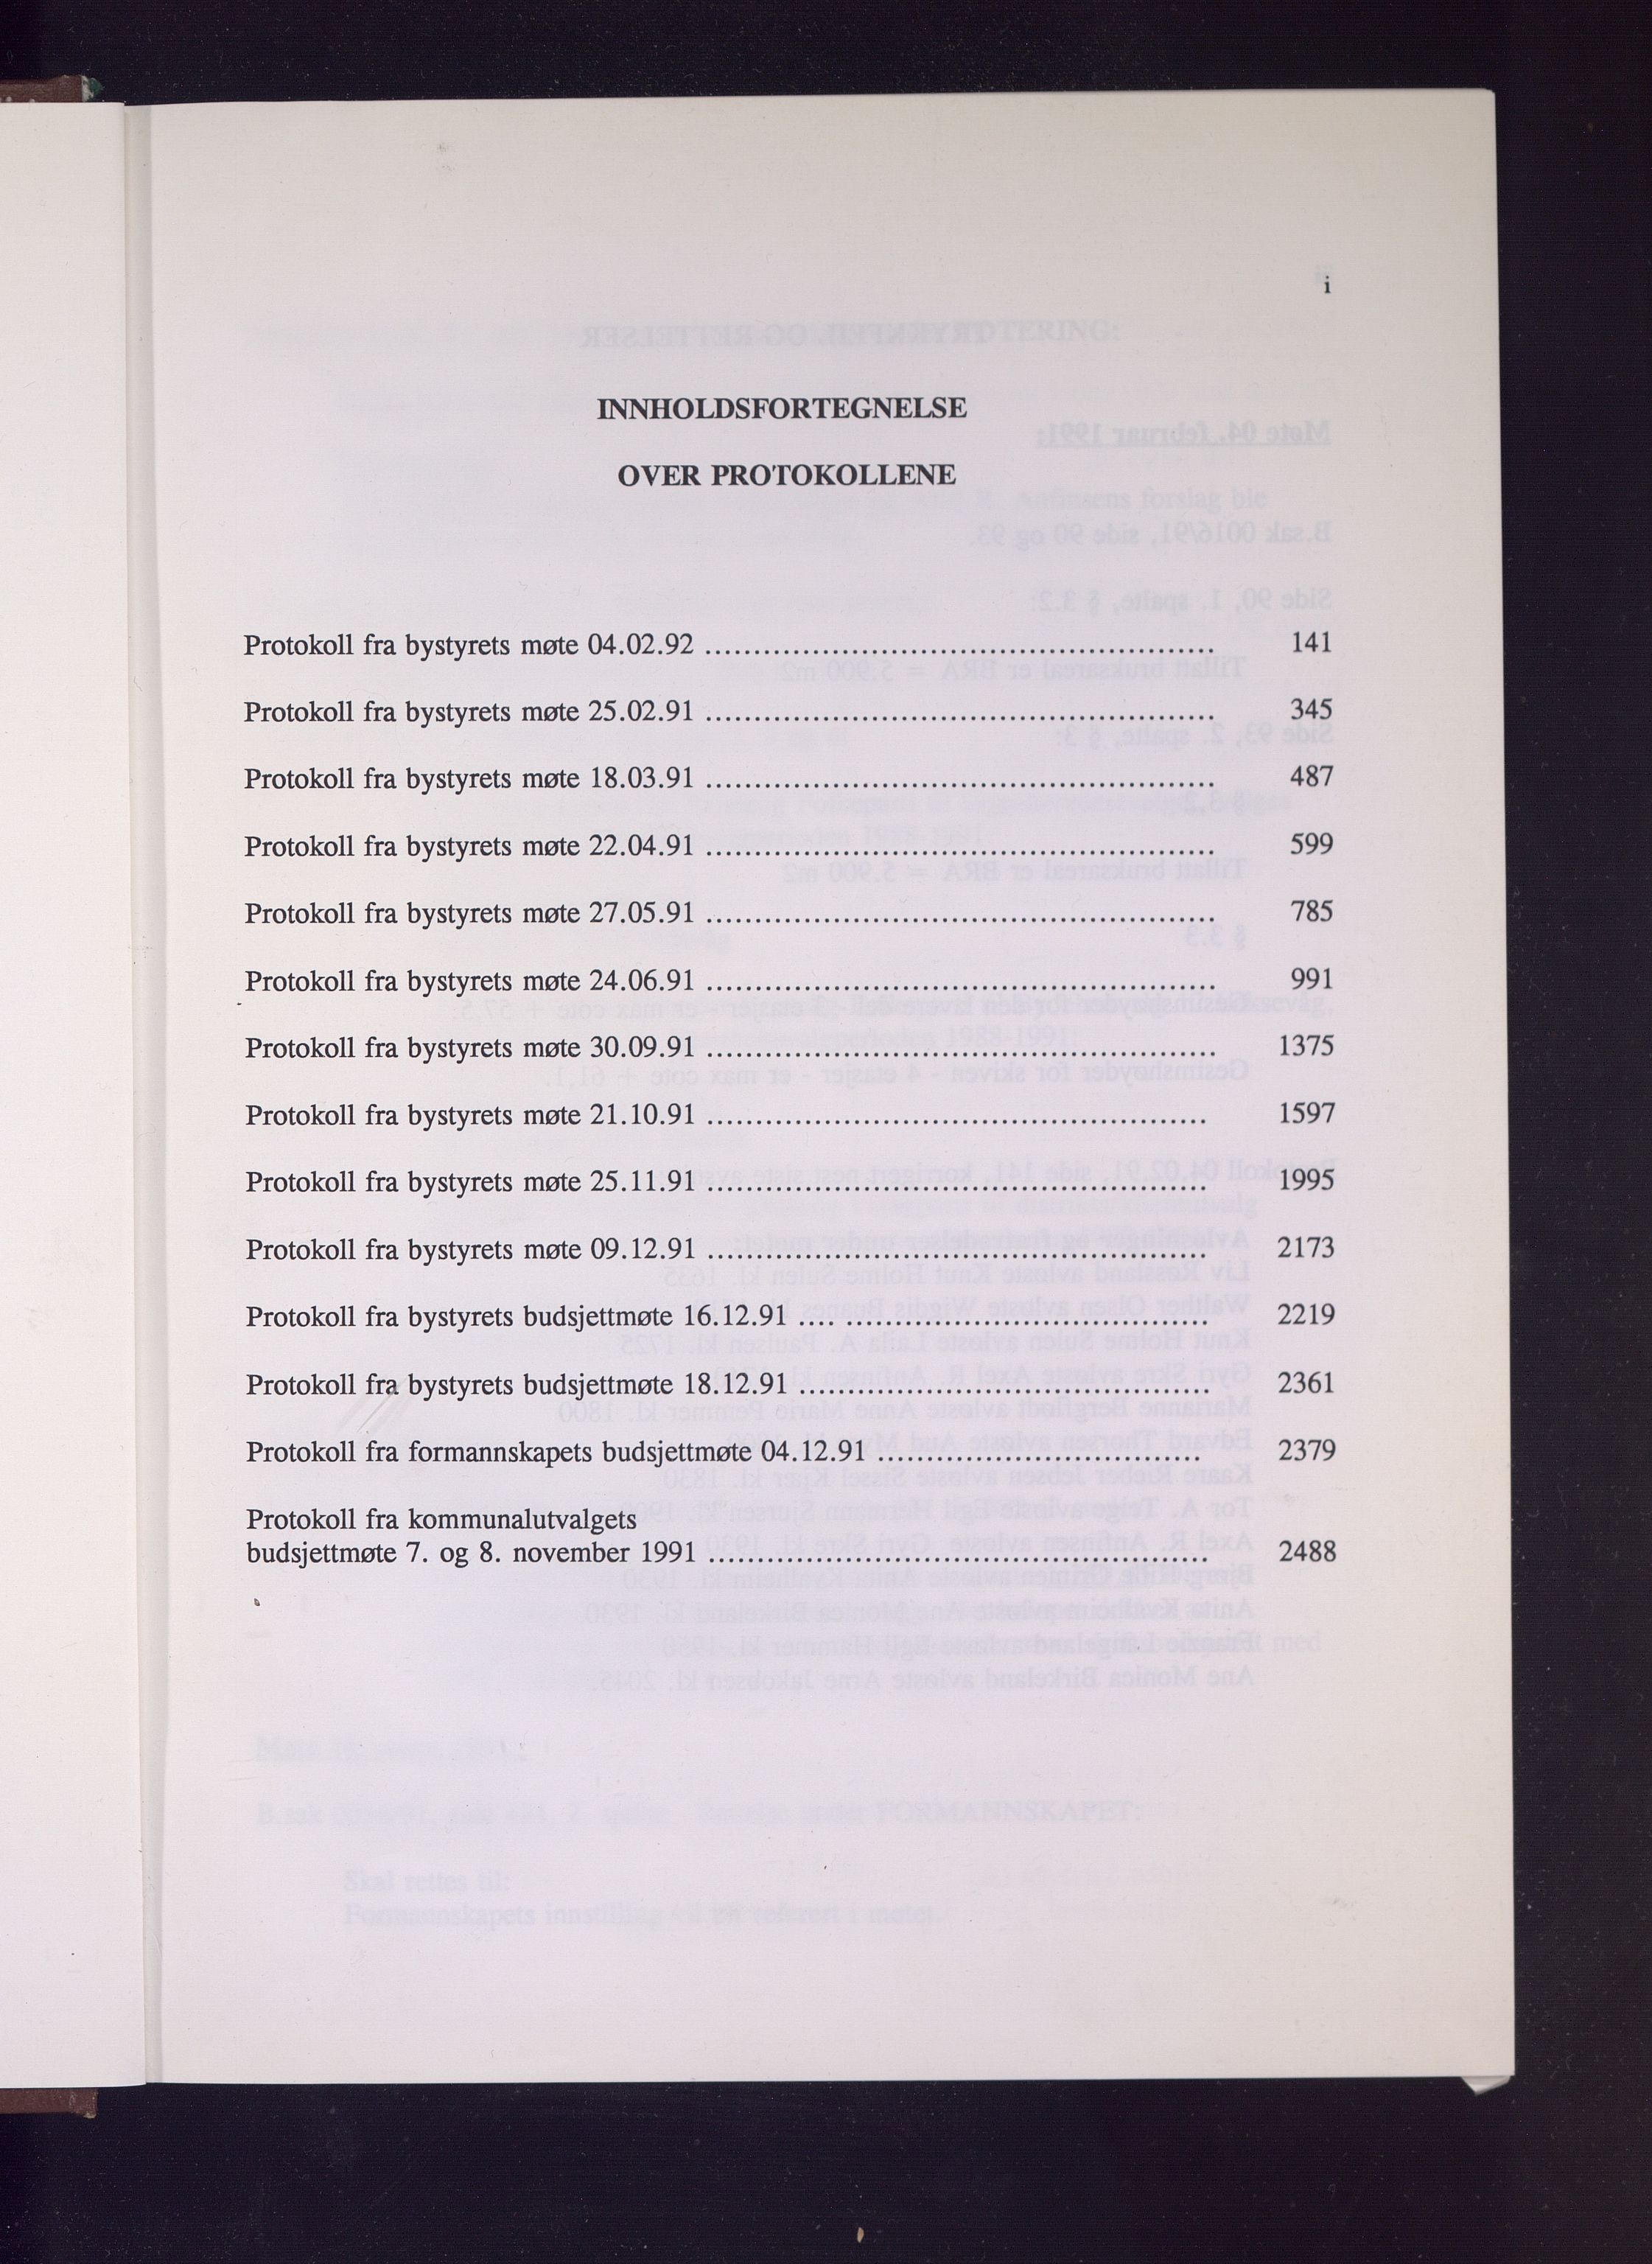 i
INNHOLDSFORTEGNELSE
OVER PROTOKOLLENE
Protokoll fra bystyrets møte 04.02.92 .................................................... 141
Protokoll fra bystyrets møte 25.02.91 .................................................... 345
Protokoll fra bystyrets møte 18.03.91 .................................................... 487
Protokoll fra bystyrets møte 22.04.91 .................................................... 599
Protokoll fra bystyrets møte 27.05.91 .................................................... 785
Protokoll fra bystyrets møte 24.06.91 .................................................... 991
Protokoll fra bystyrets møte 30.09.91 .................................................... 1375
Protokoll fra bystyrets møte 21.10.91 ................................................... 1597
Protokoll fra bystyrets møte 25.11.91 ................................................... 1995
Protokoll fra bystyrets møte 09.12.91 ................................................... 2173
Protokoll fra bystyrets budsjettmøte 16.12.91 .......................................... 2219
Protokoll fra bystyrets budsjettmøte 18.12.91 .......................................... 2361
Protokoll fra formannskapets budsjettmøte 04.12.91 ................................. 2379
Protokoll fra kommunalutvalgets
budsjettmøte 7. og 8. november 1991 ................................................... 2488